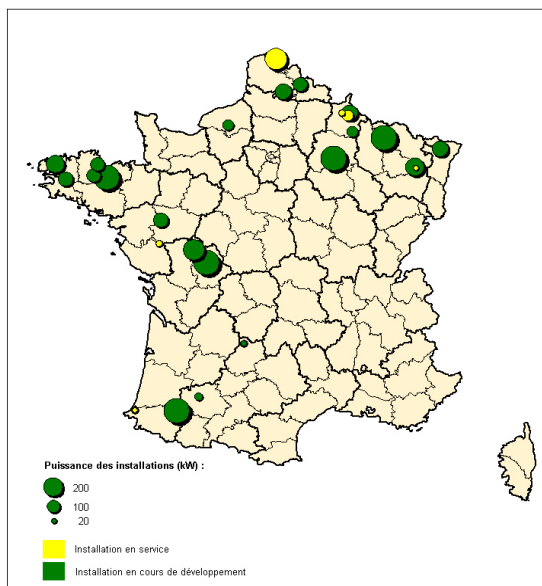 Puissance des installations (kW) :
200
100
20
Installation en service
Installation en cours de développement